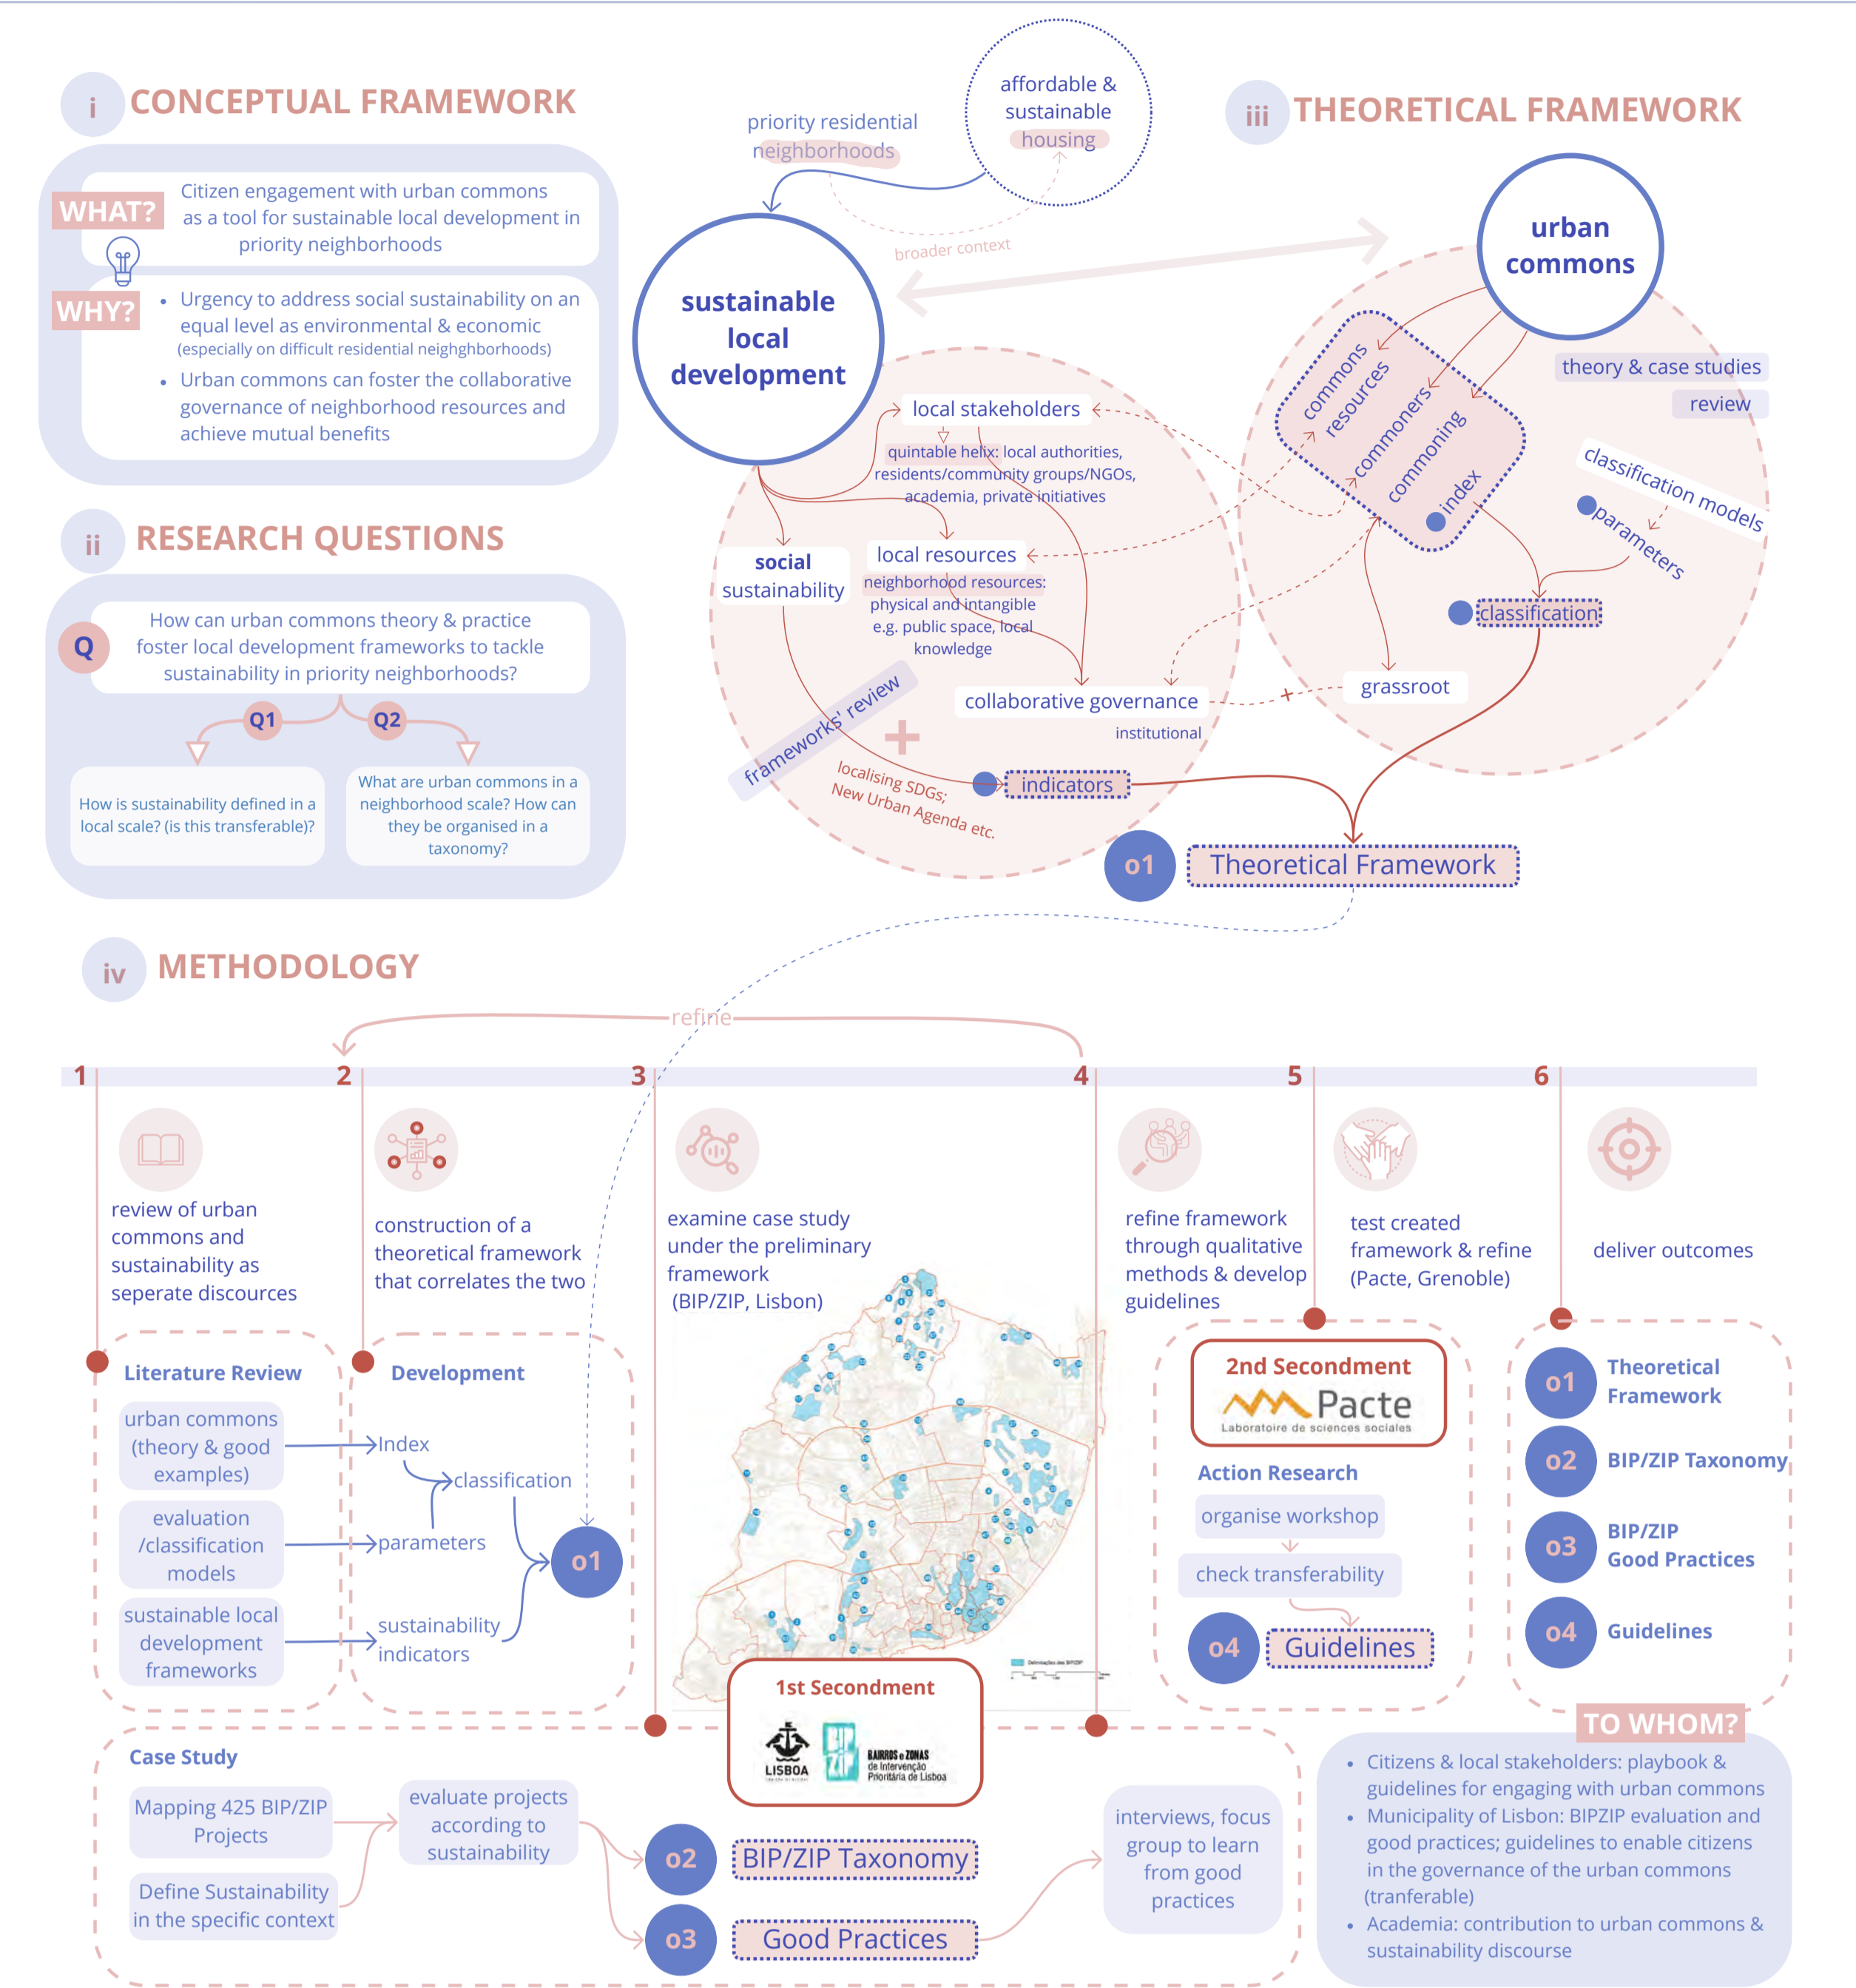 i
CONCEPTUAL FRAMEWORK
WHAT?
Citizen engagement with urban commons
as a tool for sustainable local development in
priority neighborhoods
WHY?
• Urgency to address social sustainability on an
equal level as environmental & economic
(especially on difficult residential neighghborhoods)
• Urban commons can foster the collaborative
governance of neighborhood resources and
achieve mutual benefits
ii
RESEARCH QUESTIONS
Q
How can urban commons theory & practice
foster local development frameworks to tackle
sustainability in priority neighborhoods?
Q1
Q2
How is sustainability defined in a
local scale? (is this transferable)?
What are urban commons in a
neighborhood scale? How can
they be organised in a
taxonomy?
iii
THEORETICAL FRAMEWORK
affordable &
sustainable
housing
priority residential
neighborhoods
broader context
sustainable
local
development
urban
commons
theory & case studies
review
commons
resources
commoners
commoning
index
classification models
parameters
classification
grassroot
local stakeholders
quintable helix: local authorities,
residents/community groups/NGOs,
academia, private initiatives
social
sustainability
local resources
neighborhood resources:
physical and intangible
e.g. public space, local
knowledge
collaborative governance
institutional
+
+
frameworks' review
localising SDGs;
New Urban Agenda etc.
indicators
o1
Theoretical Framework
iv
METHODOLOGY
refine
1
2
3
4
5
6
review of urban
commons and
sustainability as
seperate discources
construction of a
theoretical framework
that correlates the two
examine case study
under the preliminary
framework
(BIP/ZIP, Lisbon)
refine framework
through qualitative
methods & develop
guidelines
test created
framework & refine
(Pacte, Grenoble)
deliver outcomes
Literature Review
urban commons
(theory & good
examples)
evaluation
/classification
models
sustainable local
development
frameworks
Development
Index
classification
parameters
sustainability
indicators
o1
1st Secondment
LISBOA
BIP
ZIP
BAIRROS e ZONAS
de Intervenção
Prioritária de Lisboa
2nd Secondment
Pacte
Laboratoire de sciences sociales
Action Research
organise workshop
check transferability
o4
Guidelines
o1
Theoretical
Framework
o2
BIP/ZIP Taxonomy
o3
BIP/ZIP
Good Practices
o4
Guidelines
Case Study
Mapping 425 BIP/ZIP
Projects
Define Sustainability
in the specific context
evaluate projects
according to
sustainability
o2
BIP/ZIP Taxonomy
o3
Good Practices
interviews, focus
group to learn
from good
practices
TO WHOM?
• Citizens & local stakeholders: playbook &
guidelines for engaging with urban commons
• Municipality of Lisbon: BIPZIP evaluation and
good practices; guidelines to enable citizens
in the governance of the urban commons
(tranferable)
• Academia: contribution to urban commons &
sustainability discourse